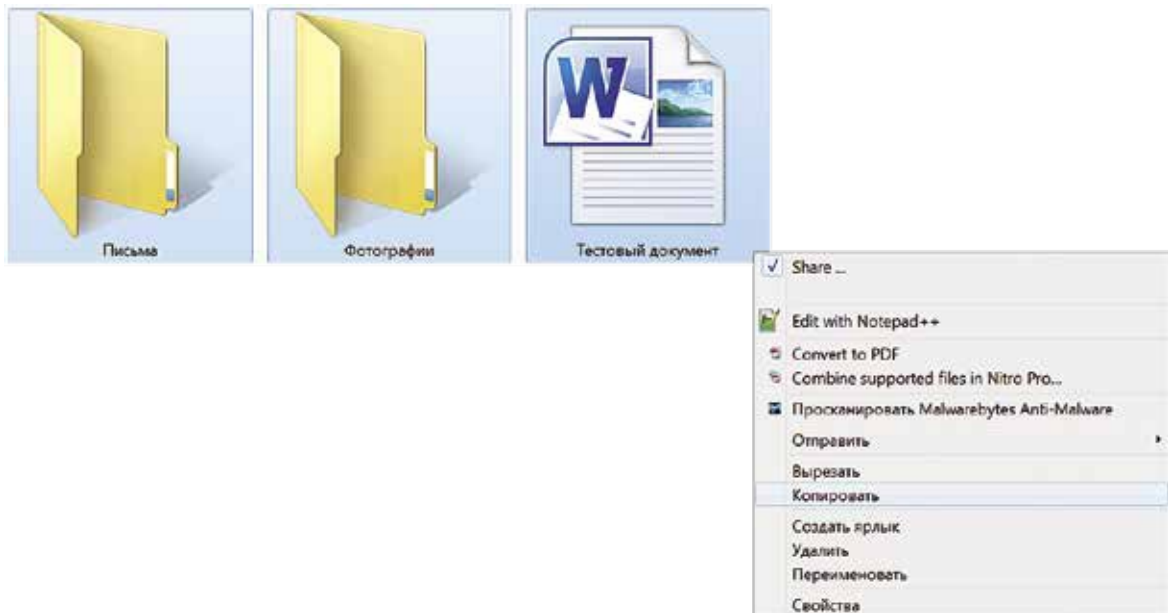 Письма
Фотографии
Тестовый документ
Share ...
Edit with Notepad++
Convert to PDF
Combine supported files in Nitro Pro...
Просканировать Malwarebytes Anti-Malware
Отправить
Вырезать
Копировать
Создать ярлык
Удалить
Переименовать
Свойства